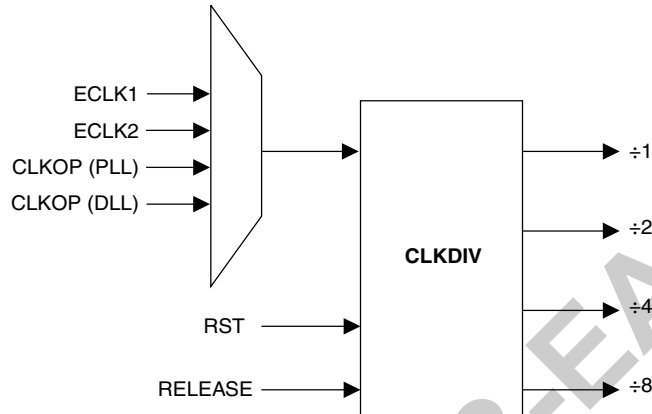 ECLK1
ECLK2
CLKOP (PLL)
CLKOP (DLL)
RST
RELEASE
CLKDIV
÷1
÷2
÷4
÷8